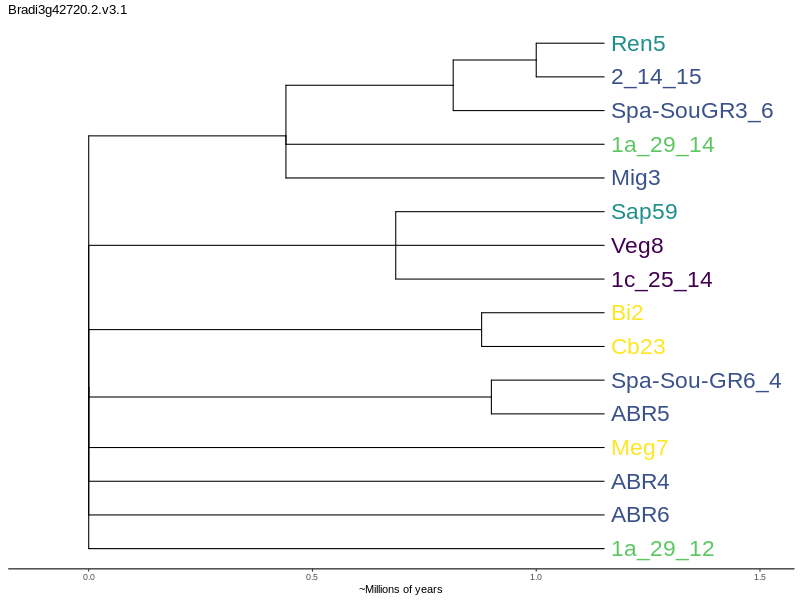 Bradi3g42720.2.v3.1
Ren5
2_14_15
Spa-SouGR3_6
1a_29_14
Mig3
Sap59
Veg8
1c_25_14
Bi2
Cb23
Spa-Sou-GR6_4
ABR5
Meg7
ABR4
ABR6
1a_29_12
0.0 0.5 1.0 1.5
~Millions of years